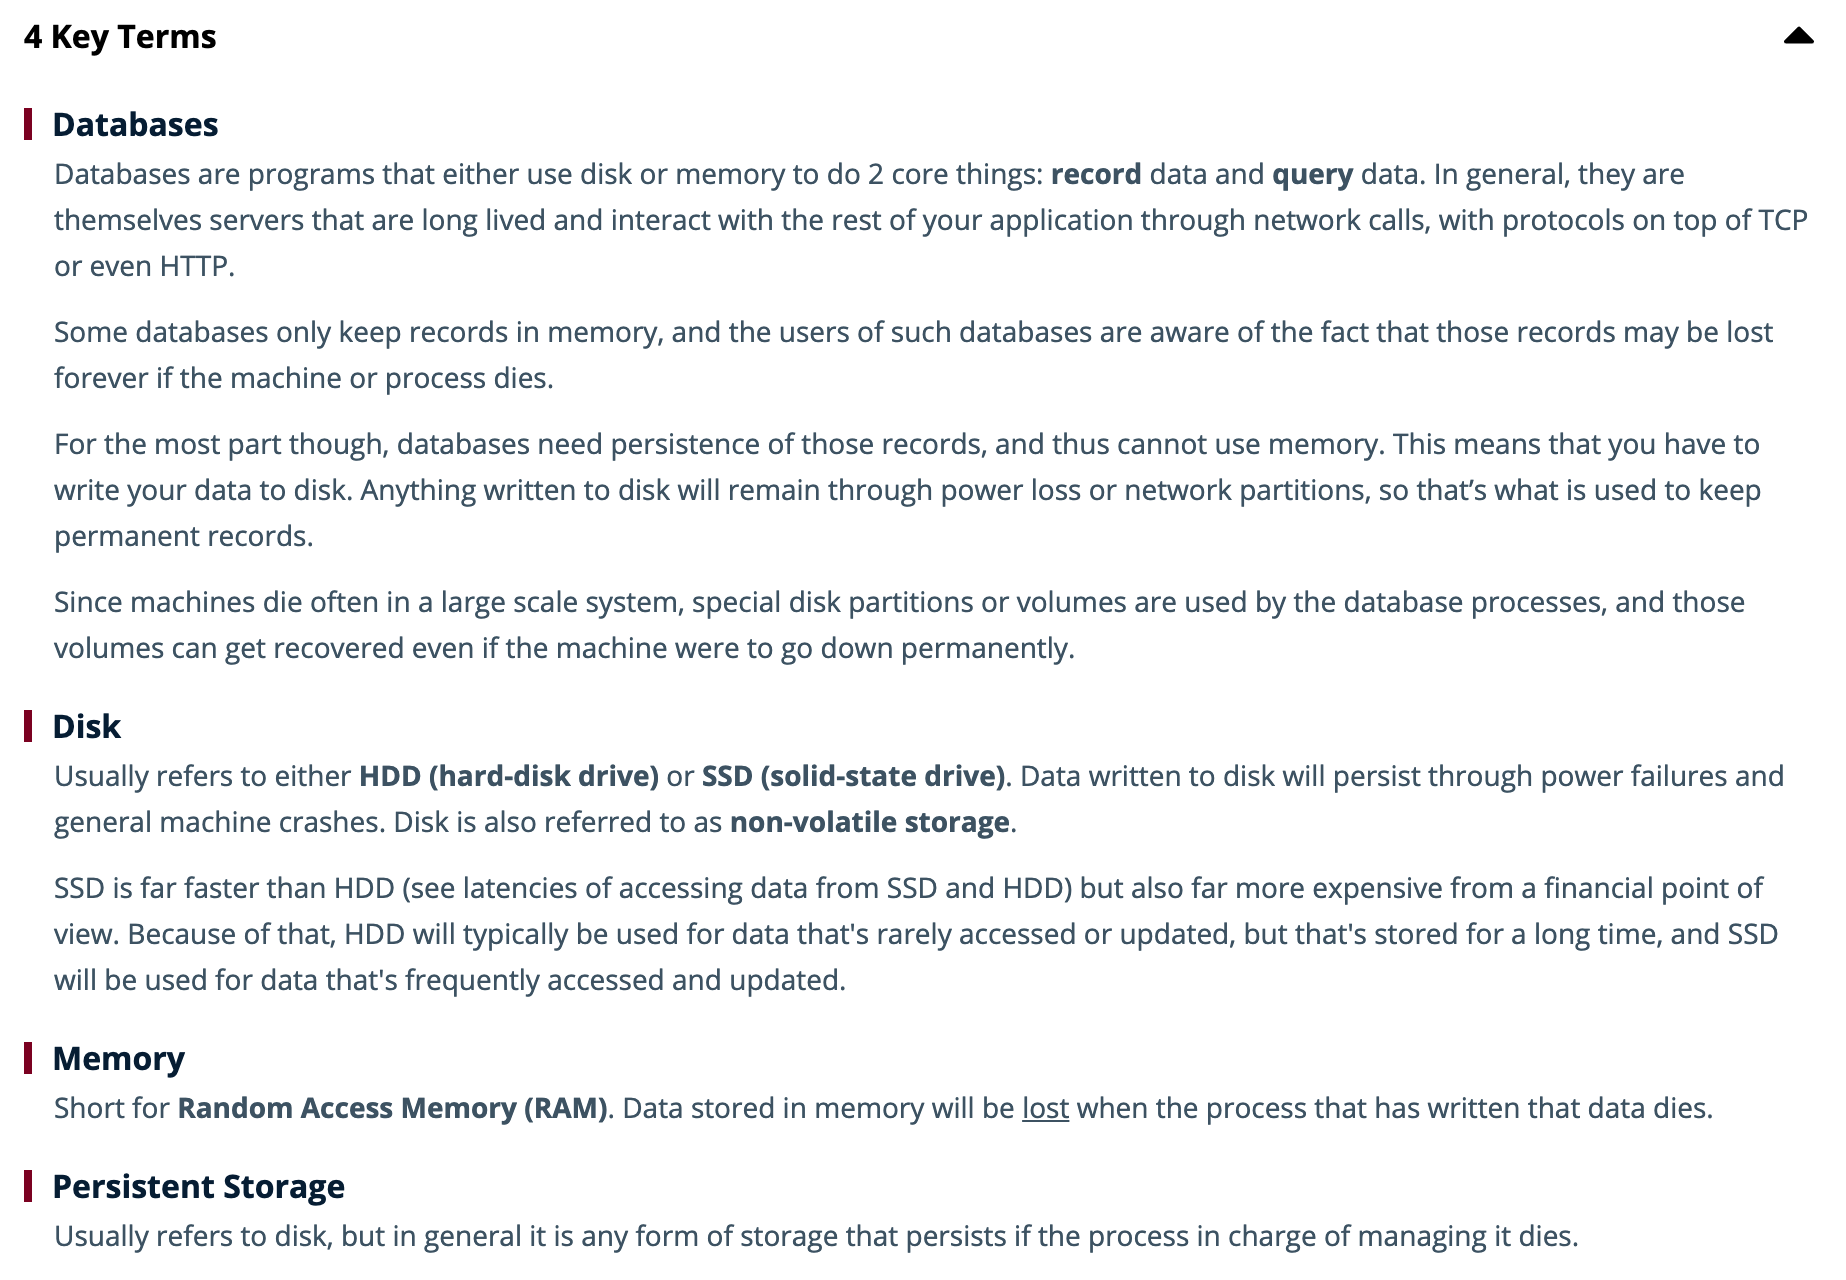 4 Key Terms
Databases
Databases are programs that either use disk or memory to do 2 core things: record data and query data. In general, they are
themselves servers that are long lived and interact with the rest of your application through network calls, with protocols on top of TCP
or even HTTP.
Some databases only keep records in memory, and the users of such databases are aware of the fact that those records may be lost
forever if the machine or process dies.
For the most part though, databases need persistence of those records, and thus cannot use memory. This means that you have to
write your data to disk. Anything written to disk will remain through power loss or network partitions, so that’s what is used to keep
permanent records.
Since machines die often in a large scale system, special disk partitions or volumes are used by the database processes, and those
volumes can get recovered even if the machine were to go down permanently.
Disk
Usually refers to either HDD (hard-disk drive) or SSD (solid-state drive). Data written to disk will persist through power failures and
general machine crashes. Disk is also referred to as non-volatile storage.
SSD is far faster than HDD (see latencies of accessing data from SSD and HDD) but also far more expensive from a financial point of
view. Because of that, HDD will typically be used for data that's rarely accessed or updated, but that's stored for a long time, and SSD
will be used for data that's frequently accessed and updated.
Memory
Short for Random Access Memory (RAM). Data stored in memory will be lost when the process that has written that data dies.
Persistent Storage
Usually refers to disk, but in general it is any form of storage that persists if the process in charge of managing it dies.